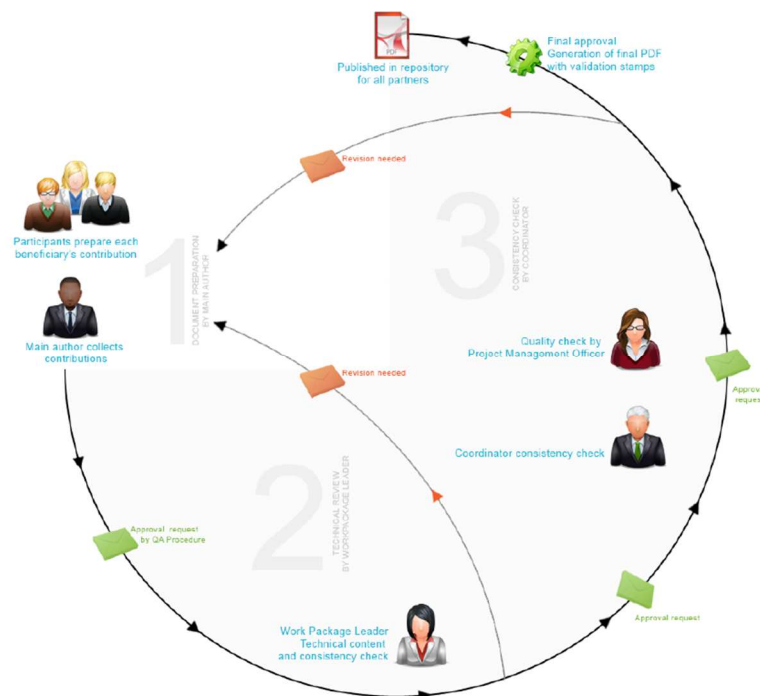 Final approval
Generation of final PDF
with validation stamps
PDF
Published in repository
for all partners
Revision needed
Participants prepare each
beneficiary's contribution
1
DOCUMENT PREPARATION
BY MAIN AUTHOR
3
CONSISTENCY CHECK
BY COORDINATOR
Main author collects
contributions
Quality check by
Project Management Officer
Revision needed
Approval
request
Coordinator consistency check
2
TECHNICAL REVIEW
BY WORKPACKAGE LEADER
Approval request
by QA Procedure
Approval request
Work Package Leader
Technical content
and consistency check